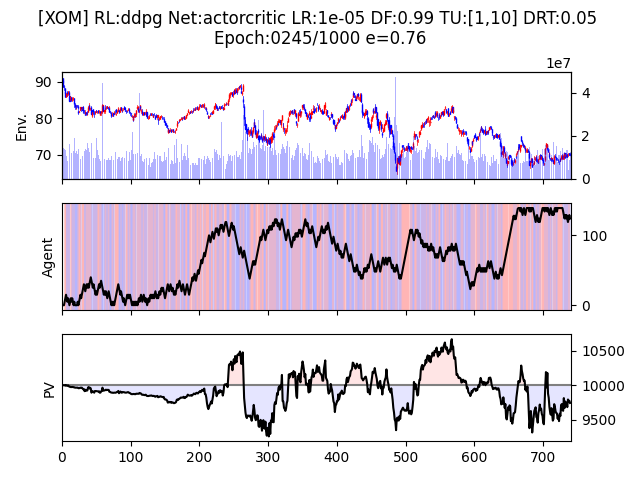 [XOM] RL:ddpg Net:actorcritic LR:1e-05 DF:0.99 TU:[1,10] DRT:0.05
Epoch:0245/1000 e=0.76
1e7
90
80
70
Env.
4
2
0
Agent
100
0
PV
10500
10000
9500
0 100 200 300 400 500 600 700